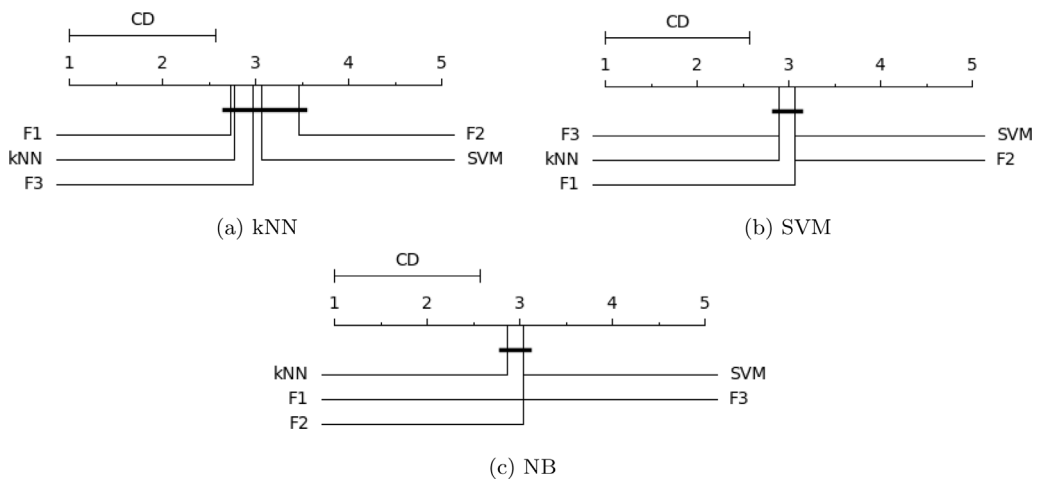 CD
1 2 3 4 5
F1 F2
kNN SVM
F3
(a) kNN
CD
1 2 3 4 5
F3 SVM
kNN F2
F1
(b) SVM
CD
1 2 3 4 5
kNN SVM
F1 F3
F2
(c) NB